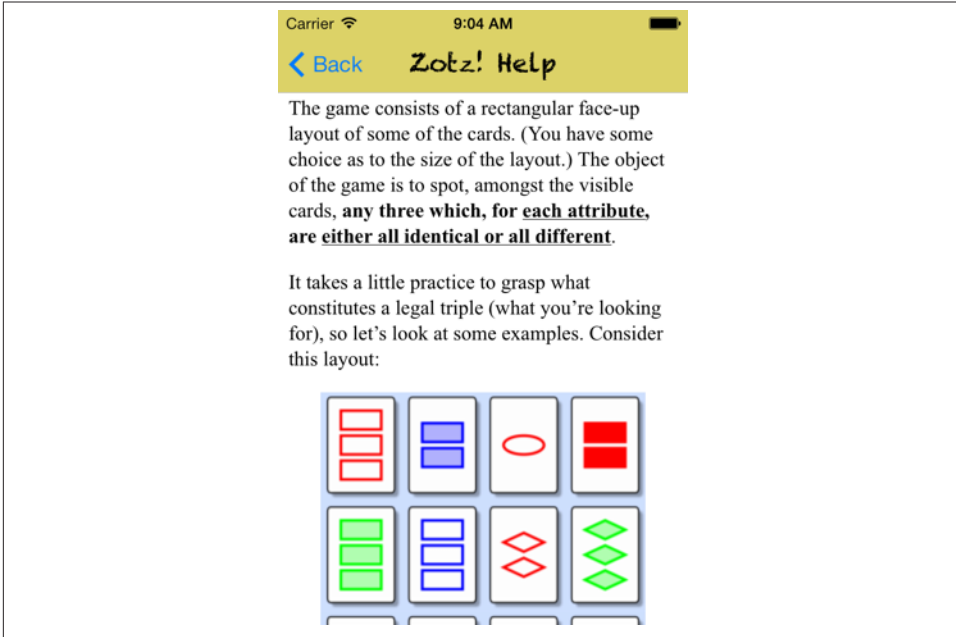 Carrier 9:04 AM
Back Zotz! Help
The game consists of a rectangular face-up
layout of some of the cards. (You have some
choice as to the size of the layout.) The object
of the game is to spot, amongst the visible
cards, any three which, for each attribute,
are either all identical or all different.
It takes a little practice to grasp what
constitutes a legal triple (what you’re looking
for), so let’s look at some examples. Consider
this layout: